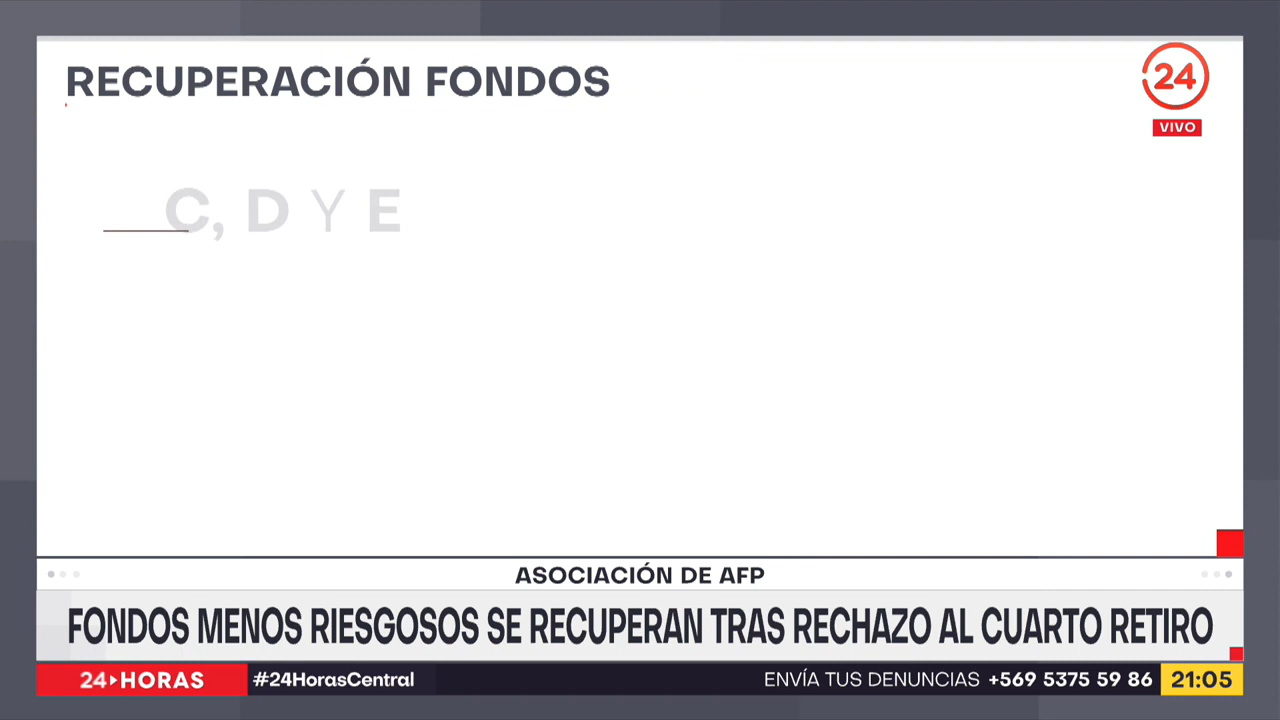 RECUPERACIÓN FONDOS
24
VIVO
C, D Y E
ASOCIACIÓN DE AFP
FONDOS MENOS RIESGOSOS SE RECUPERAN TRAS RECHAZO AL CUARTO RETIRO
24 HORAS #24HorasCentral ENVÍA TUS DENUNCIAS +569 5375 59 86 21:05